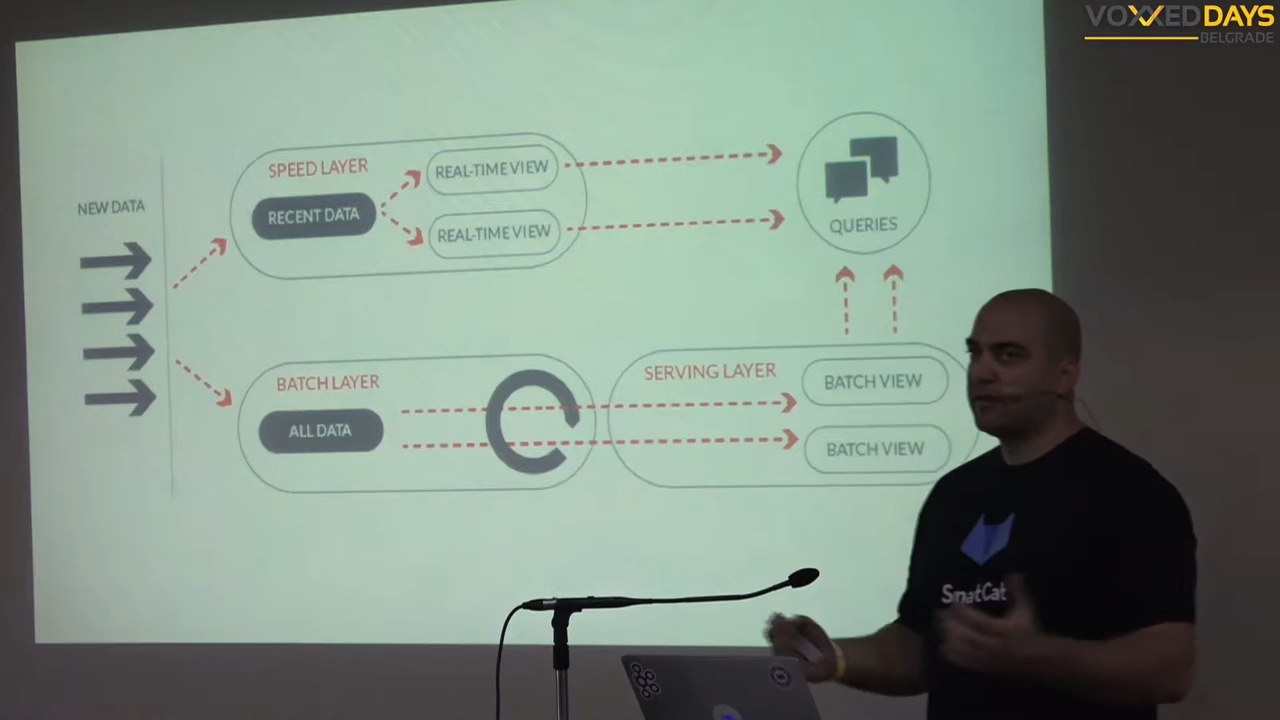 VOXXED DAYS
BELGRADE
NEW DATA
SPEED LAYER
RECENT DATA
REAL-TIME VIEW
REAL-TIME VIEW
QUERIES
BATCH LAYER
ALL DATA
SERVING LAYER
BATCH VIEW
BATCH VIEW
SmartCat